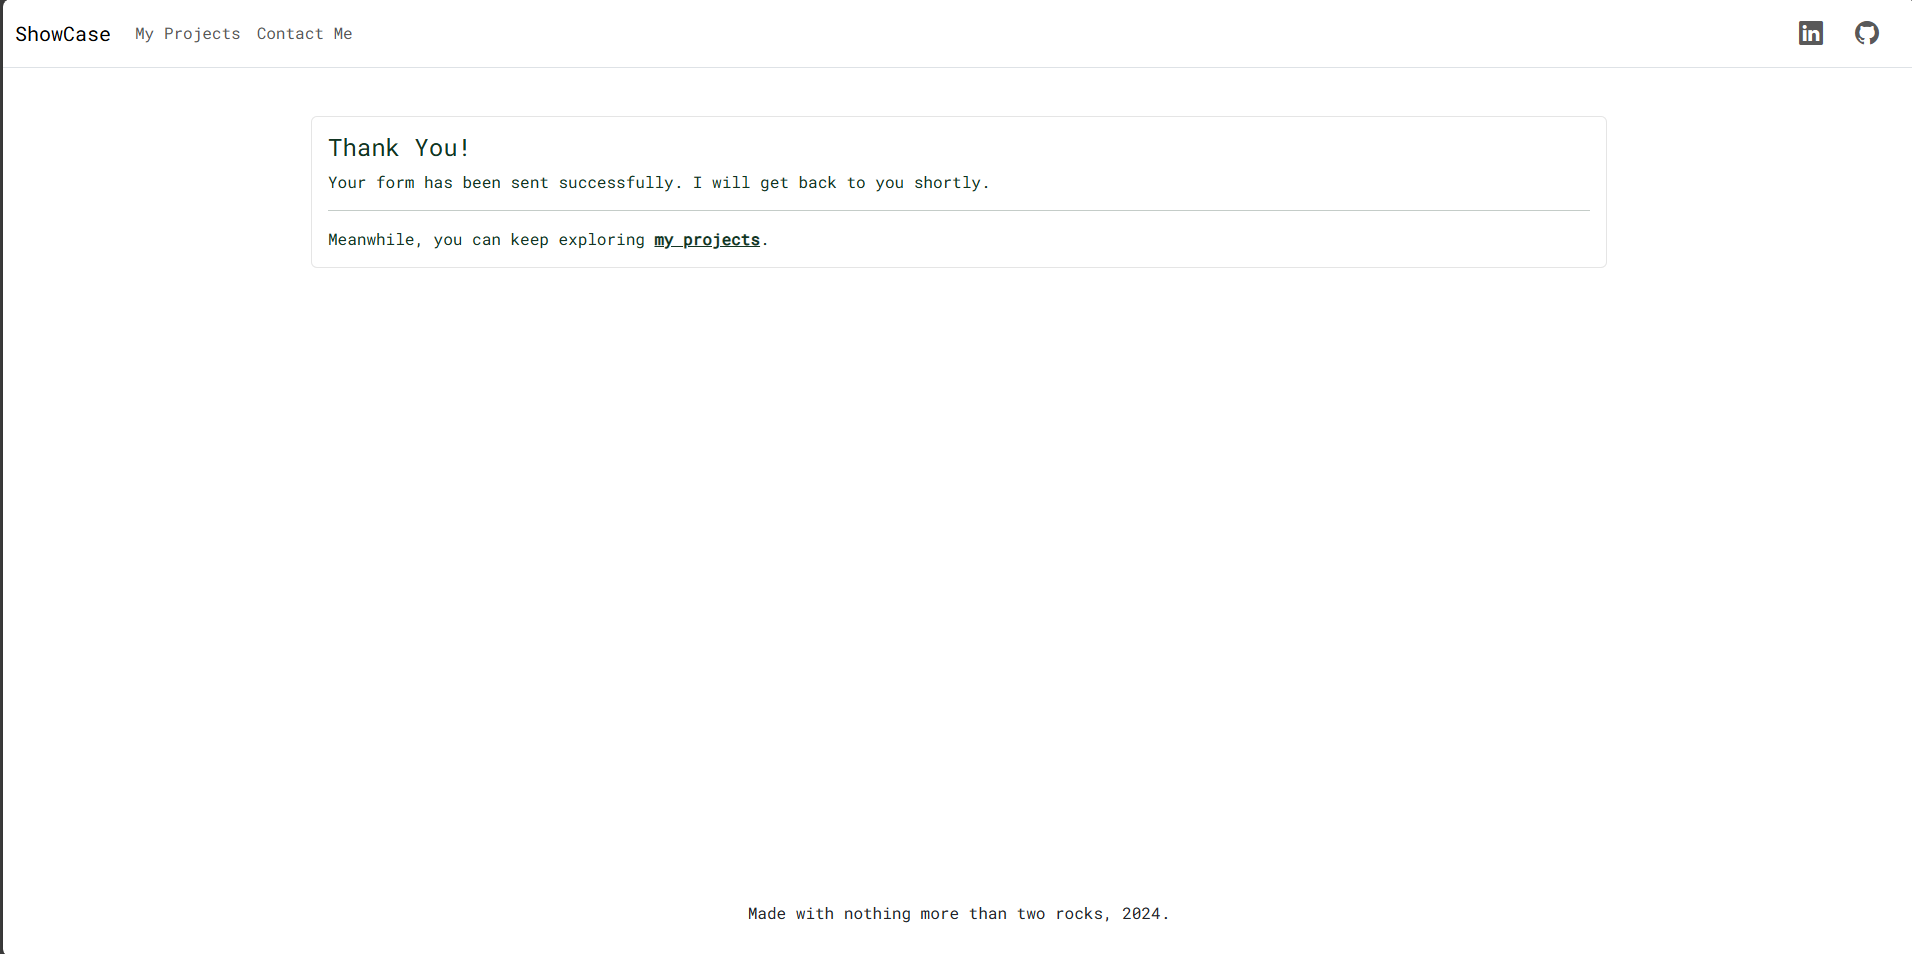 ShowCase My Projects Contact Me
Thank You!
Your form has been sent successfully. I will get back to you shortly.
Meanwhile, you can keep exploring my projects.
Made with nothing more than two rocks, 2024.